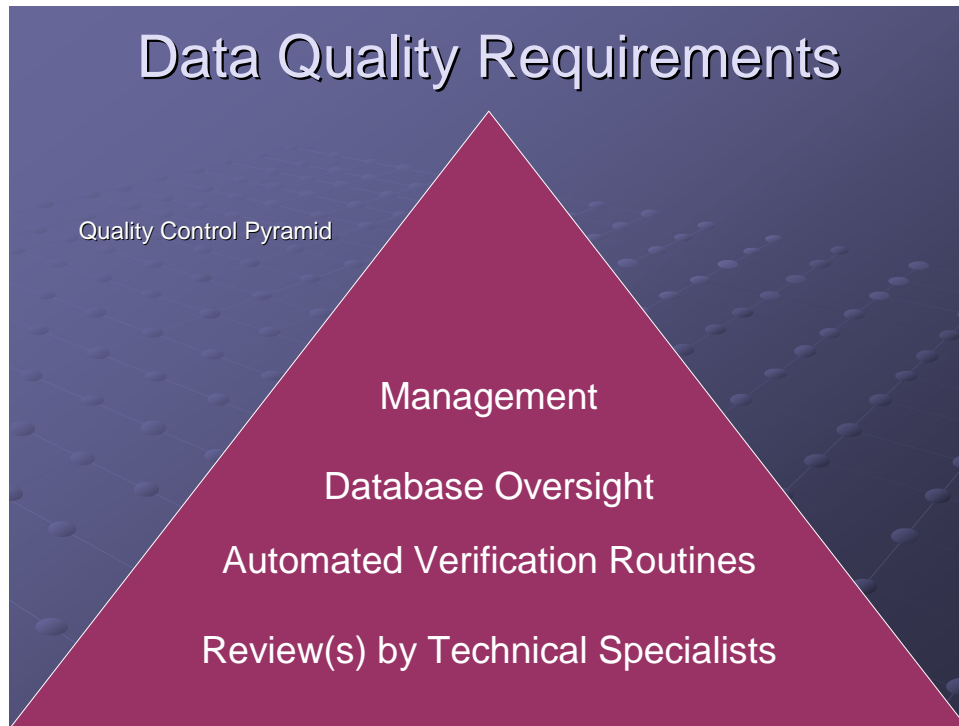 Data Quality Requirements
Quality Control Pyramid
Management
Database Oversight
Automated Verification Routines
Review(s) by Technical Specialists